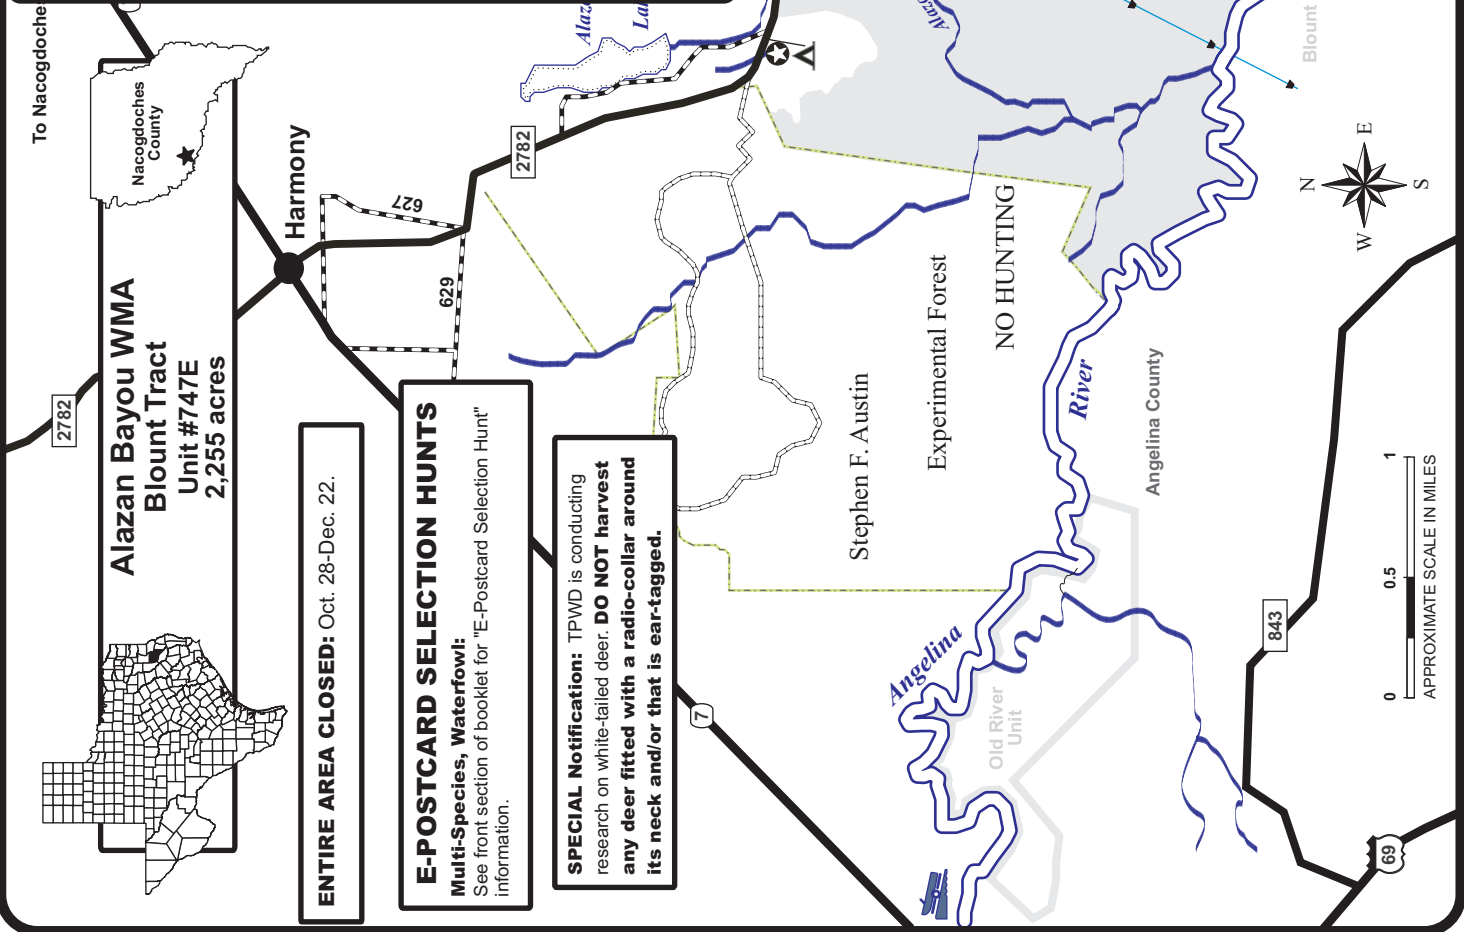 Alazan Bayou WMA
Blount Tract
Unit #747E
2,255 acres
Nacogdoches
County
To Nacogdoches
2782
ENTIRE AREA CLOSED: Oct. 28-Dec. 22.
E-POSTCARD SELECTION HUNTS
Multi-Species, Waterfowl:
See front section of booklet for "E-Postcard Selection Hunt"
information.
SPECIAL Notification: TPWD is conducting
research on white-tailed deer. DO NOT harvest
any deer fitted with a radio-collar around
its neck and/or that is ear-tagged.
Harmony
627
629
2782
7
Stephen F. Austin
Experimental Forest
NO HUNTING
Angelina
River
Old River
Unit
Angelina County
Blount
N
E
S
W
843
69
0
0.5
1
APPROXIMATE SCALE IN MILES